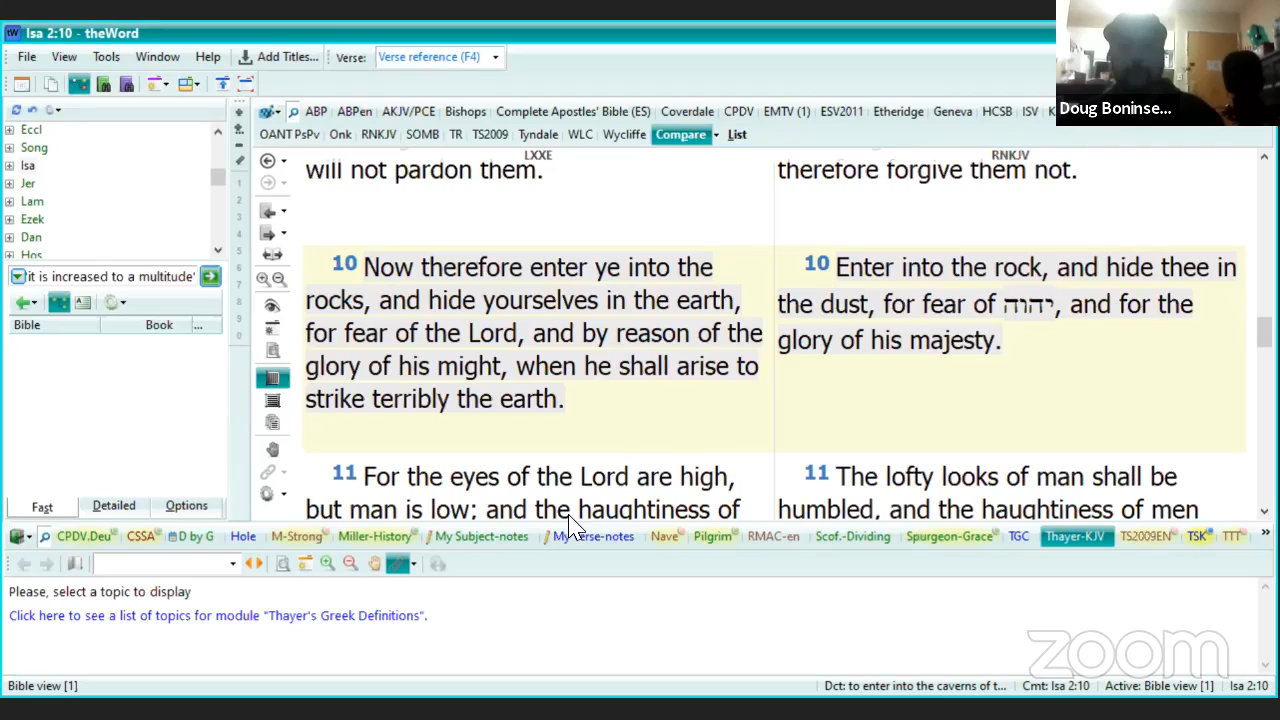 Isa 2:10 - theWord
File View Tools Window Help Add Titles... Verse: Verse reference (F4)
Doug Boninse...
ABP ABPen AKJV/PCE Bishops Complete Apostles' Bible (ES) Coverdale CPDV EMTV (1) ESV2011 Etheridge Geneva HCSB ISV K
OANT PsPv Onk RNKJV SOMB TR TS2009 Tyndale WLC Wycliffe Compare List
Eccl
Song
Isa
Jer
Lam
Ezek
Dan
Hos
it is increased to a multitude'
Bible Book ...
Fast Detailed Options
1
2
3
4
5
6
7
8
9
0
LXXE
will not pardon them.
10 Now therefore enter ye into the
rocks, and hide yourselves in the earth,
for fear of the Lord, and by reason of the
glory of his might, when he shall arise to
strike terribly the earth.
11 For the eyes of the Lord are high,
but man is low; and the haughtiness of
RNKJV
therefore forgive them not.
10 Enter into the rock, and hide thee in
the dust, for fear of יהוה, and for the
glory of his majesty.
11 The lofty looks of man shall be
humbled, and the haughtiness of men
CPDV.Deu CSSA D by G Hole M-Strong Miller-History My Subject-notes Nave Pilgrim RMAC-en Scof.-Dividing Spurgeon-Grace TGC Thayer-KJV TS2009EN TSK TTT »
Please, select a topic to display
Click here to see a list of topics for module "Thayer's Greek Definitions".
zoom
Bible view [1] Dct: to enter into the caverns of t... Cmt: Isa 2:10 Active: Bible view [1] Isa 2:10